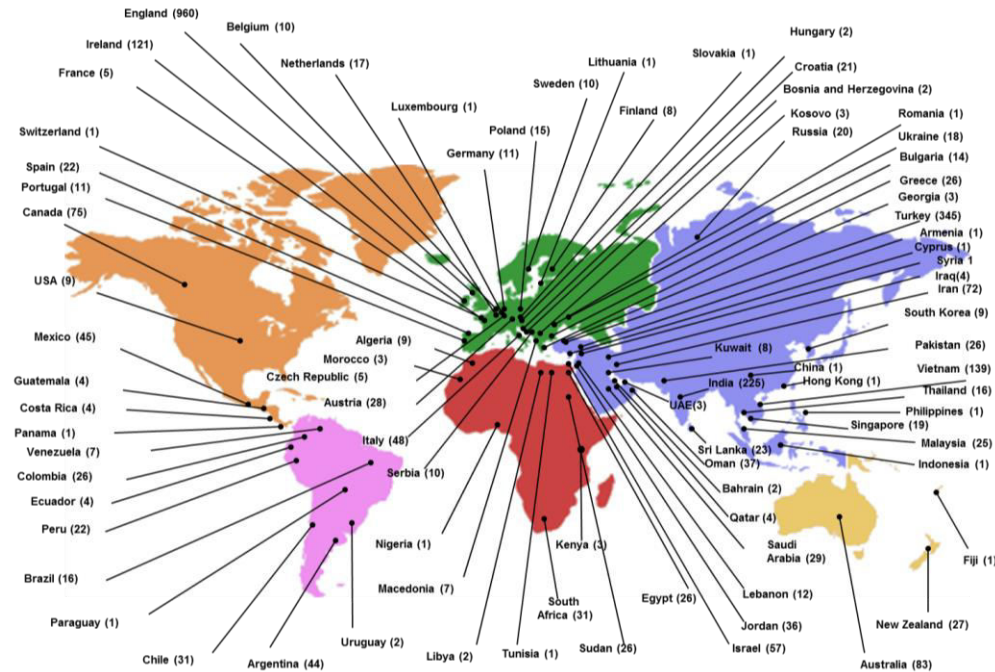 England (960)
Belgium (10)
Ireland (121)
France (5)
Netherlands (17)
Luxembourg (1)
Switzerland (1)
Spain (22)
Portugal (11)
Canada (75)
USA (9)
Mexico (45)
Guatemala (4)
Costa Rica (4)
Panama (1)
Venezuela (7)
Colombia (26)
Ecuador (4)
Peru (22)
Brazil (16)
Paraguay (1)
Chile (31)
Argentina (44)
Uruguay (2)
Germany (11)
Poland (15)
Sweden (10)
Lithuania (1)
Finland (8)
Slovakia (1)
Hungary (2)
Croatia (21)
Bosnia and Herzegovina (2)
Kosovo (3)
Russia (20)
Romania (1)
Ukraine (18)
Bulgaria (14)
Greece (26)
Georgia (3)
Turkey (345)
Armenia (1)
Cyprus (1)
Syria 1
Iraq(4)
Iran (72)
South Korea (9)
Pakistan (26)
Vietnam (139)
Thailand (16)
Philippines (1)
Singapore (19)
Malaysia (25)
Indonesia (1)
Kuwait (8)
China (1)
Hong Kong (1)
India (225)
UAE(3)
Sri Lanka (23)
Oman (37)
Bahrain (2)
Qatar (4)
Saudi
Arabia (29)
Lebanon (12)
Jordan (36)
Israel (57)
Egypt (26)
Sudan (26)
Kenya (3)
South
Africa (31)
Tunisia (1)
Libya (2)
Macedonia (7)
Nigeria (1)
Serbia (10)
Italy (48)
Austria (28)
Czech Republic (5)
Morocco (3)
Algeria (9)
Fiji (1)
New Zealand (27)
Australia (83)